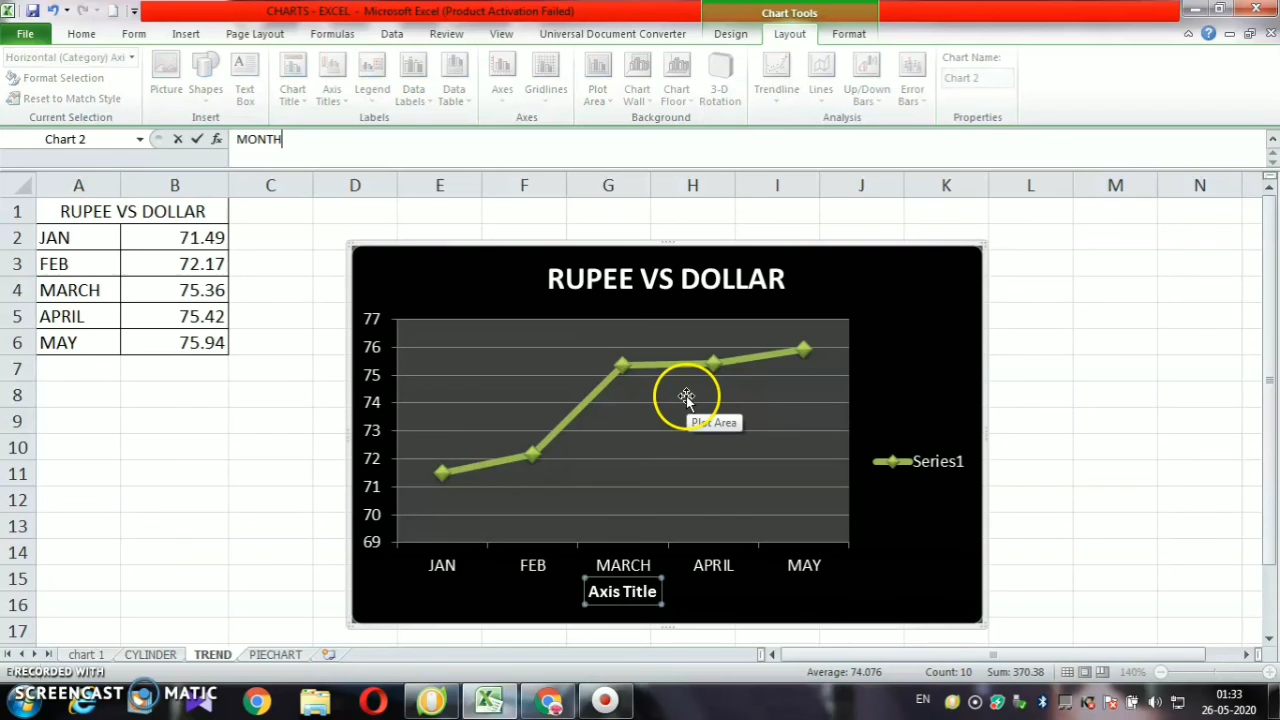 CHARTS - EXCEL - Microsoft Excel (Product Activation Failed)
Chart Tools
File Home Form Insert Page Layout Formulas Data Review View Universal Document Converter Design Layout Format
Horizontal (Category) Axi
Format Selection
Reset to Match Style
Current Selection
Picture Shapes Text Box
Insert
Chart Title Axis Titles Legend Data Labels Data Table
Labels
Axes Gridlines
Axes
Plot Area Chart Wall Chart Floor 3-D Rotation
Background
Trendline Lines Up/Down Bars Error Bars
Analysis
Chart Name:
Chart 2
Properties
Chart 2 fx MONTH
A B C D E F G H I J K L M N
1 RUPEE VS DOLLAR
2 JAN 71.49
3 FEB 72.17
4 MARCH 75.36
5 APRIL 75.42
6 MAY 75.94
7
8
9
10
11
12
13
14
15
16
17
RUPEE VS DOLLAR
77
76
75
74
73
72
71
70
69
Plot Area
Series1
JAN FEB MARCH APRIL MAY
Axis Title
chart 1 CYLINDER TREND PIECHART
Average: 74.076 Count: 10 Sum: 370.38 140%
RECORDED WITH
SCREENCAST MATIC
EN
01:33
26-05-2020